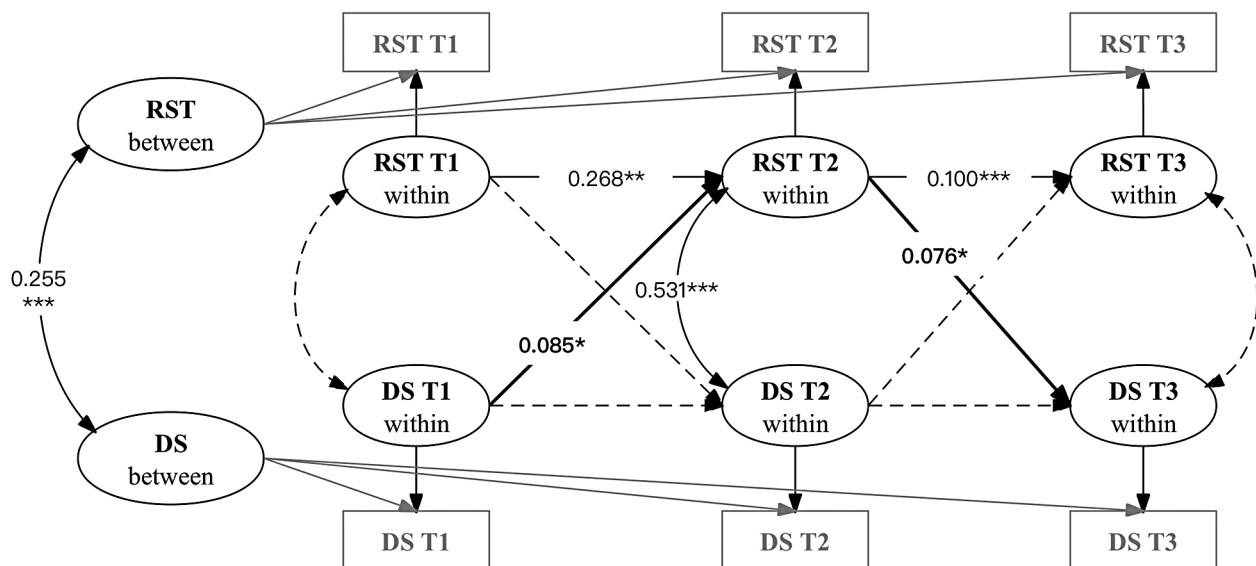 RST T1
RST T2
RST T3
RST
between
RST T1
within
0.268**
RST T2
within
0.100***
RST T3
within
0.255
***
0.531***
0.076*
0.085*
DS T1
within
DS T2
within
DS T3
within
DS
between
DS T1
DS T2
DS T3